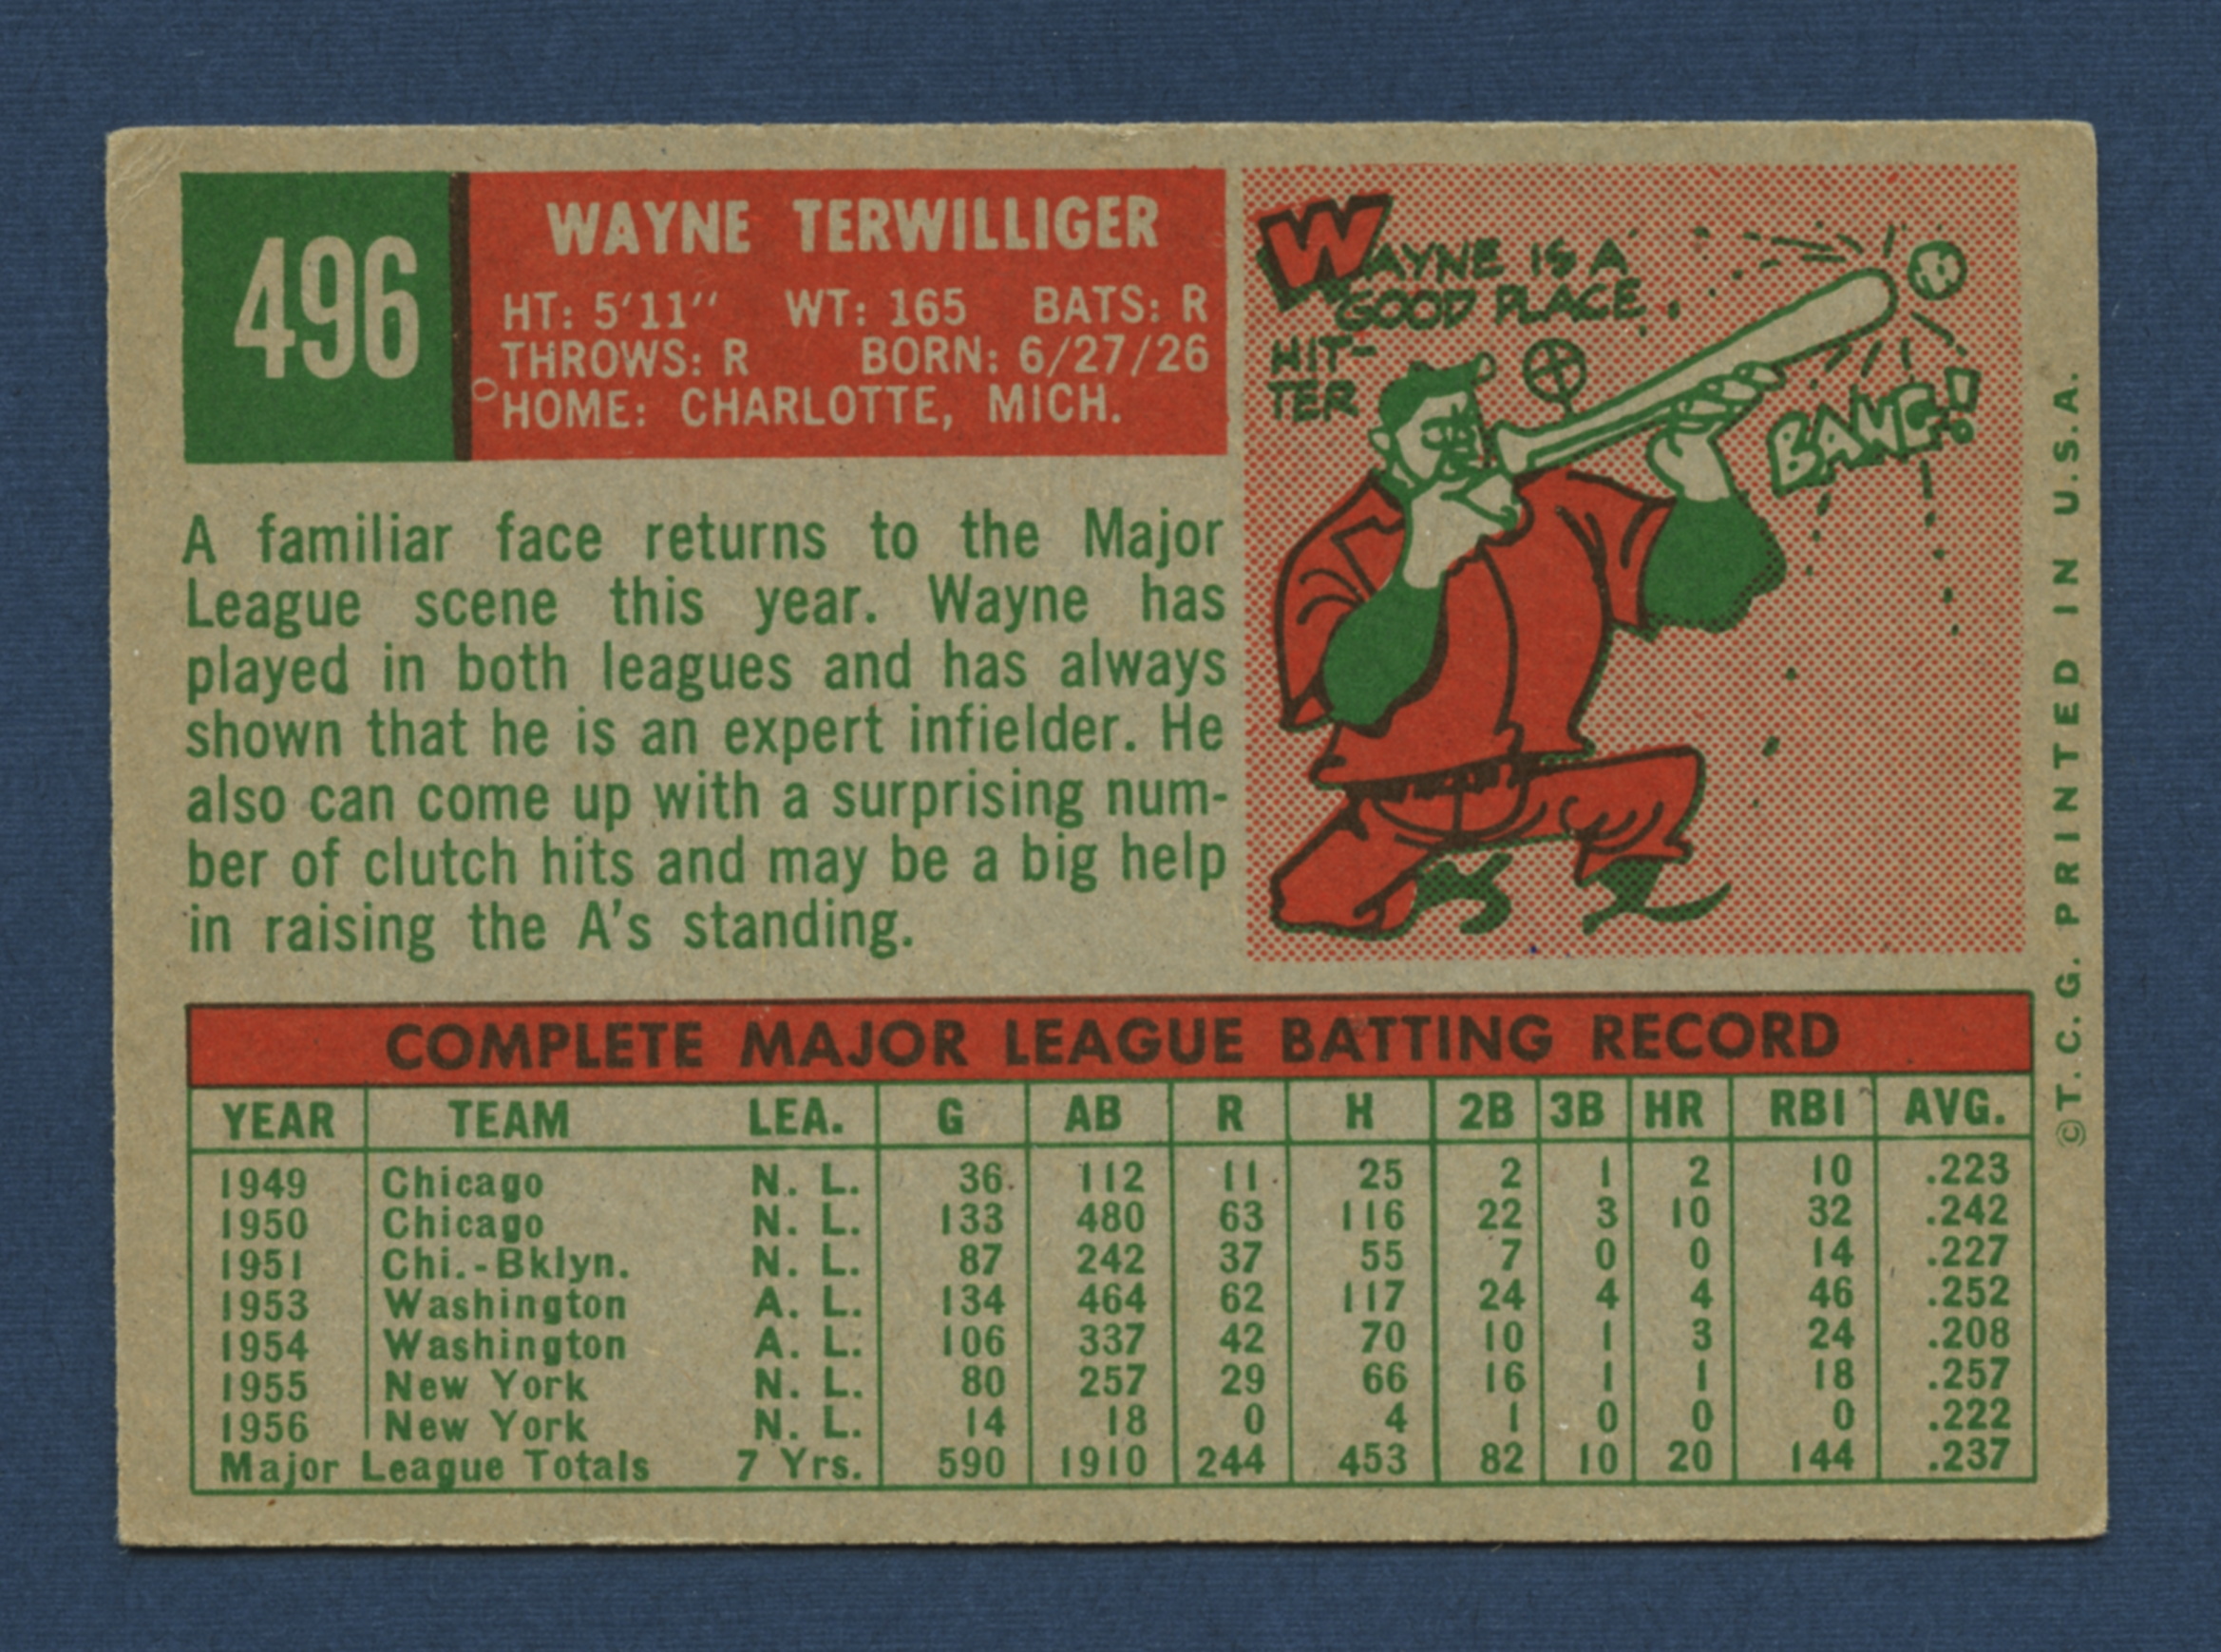 496
WAYNE TERWILLIGER
HT: 5'11" WT: 165 BATS: R
THROWS: R BORN: 6/27/26
HOME: CHARLOTTE, MICH.
WAYNE IS A
GOOD PLACE
HIT-
TER
BANG!
A familiar face returns to the Major
League scene this year. Wayne has
played in both leagues and has always
shown that he is an expert infielder. He
also can come up with a surprising num-
ber of clutch hits and may be a big help
in raising the A's standing.
COMPLETE MAJOR LEAGUE BATTING RECORD
YEAR TEAM LEA. G AB R H 2B 3B HR RBI AVG.
1949 Chicago N. L. 36 112 11 25 2 1 2 10 .223
1950 Chicago N. L. 133 480 63 116 22 3 10 32 .242
1951 Chi.-Bklyn. N. L. 87 242 37 55 7 0 0 14 .227
1953 Washington A. L. 134 464 62 117 24 4 4 46 .252
1954 Washington A. L. 106 337 42 70 10 1 3 24 .208
1955 New York N. L. 80 257 29 66 16 1 1 18 .257
1956 New York N. L. 14 18 0 4 1 0 0 0 .222
Major League Totals 7 Yrs. 590 1910 244 453 82 10 20 144 .237
©T.C.G. PRINTED IN U.S.A.